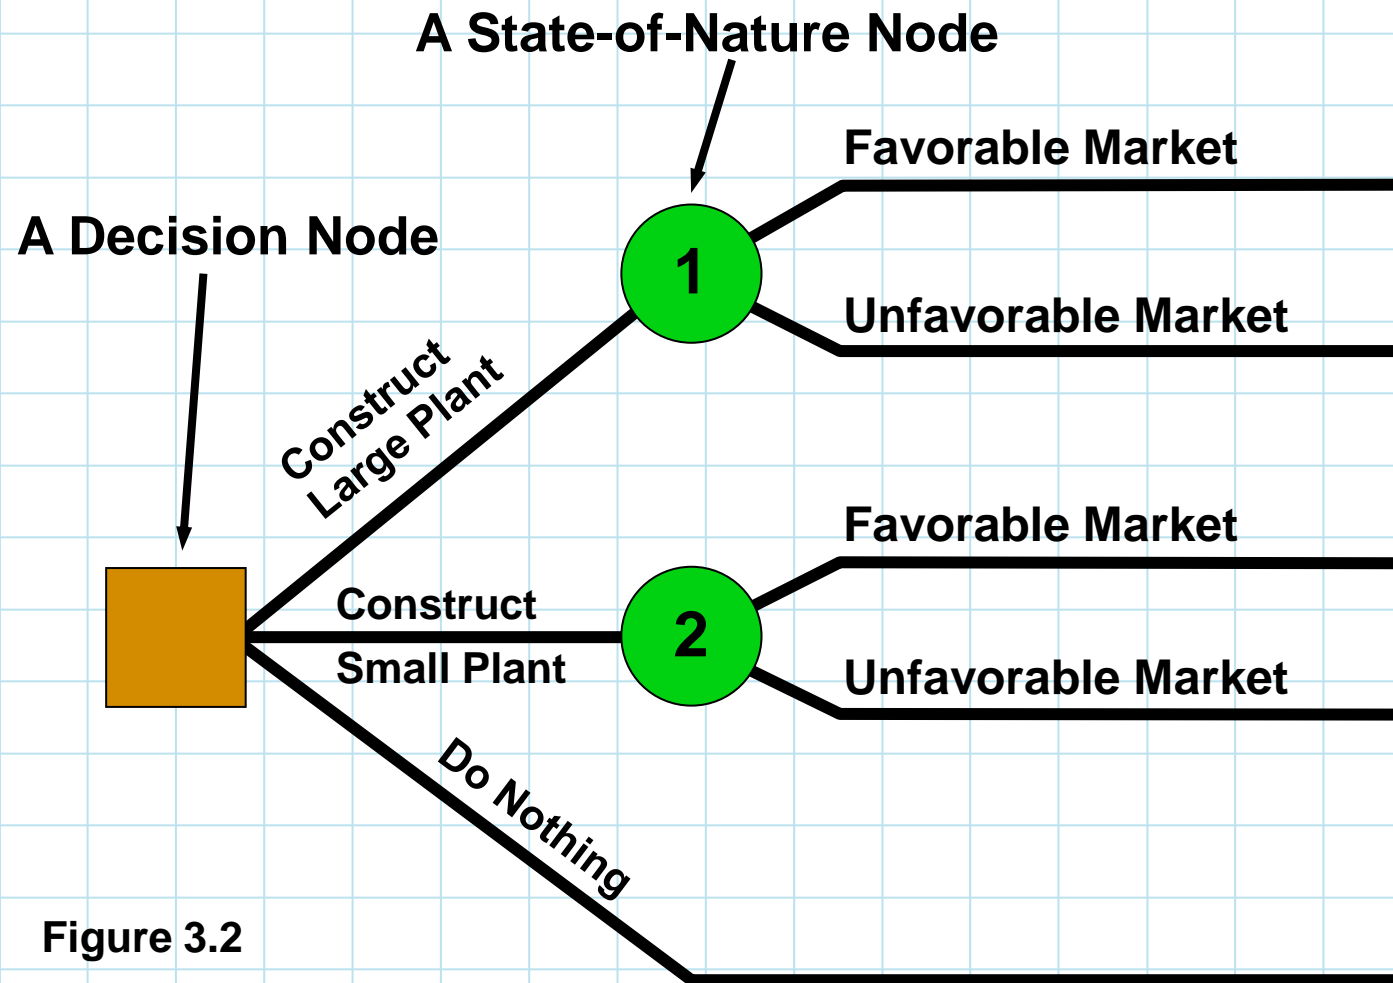 A State-of-Nature Node
Favorable Market
A Decision Node
1
Unfavorable Market
Construct
Large Plant
Favorable Market
Construct
2
Small Plant
Unfavorable Market
Do Nothing
Figure 3.2